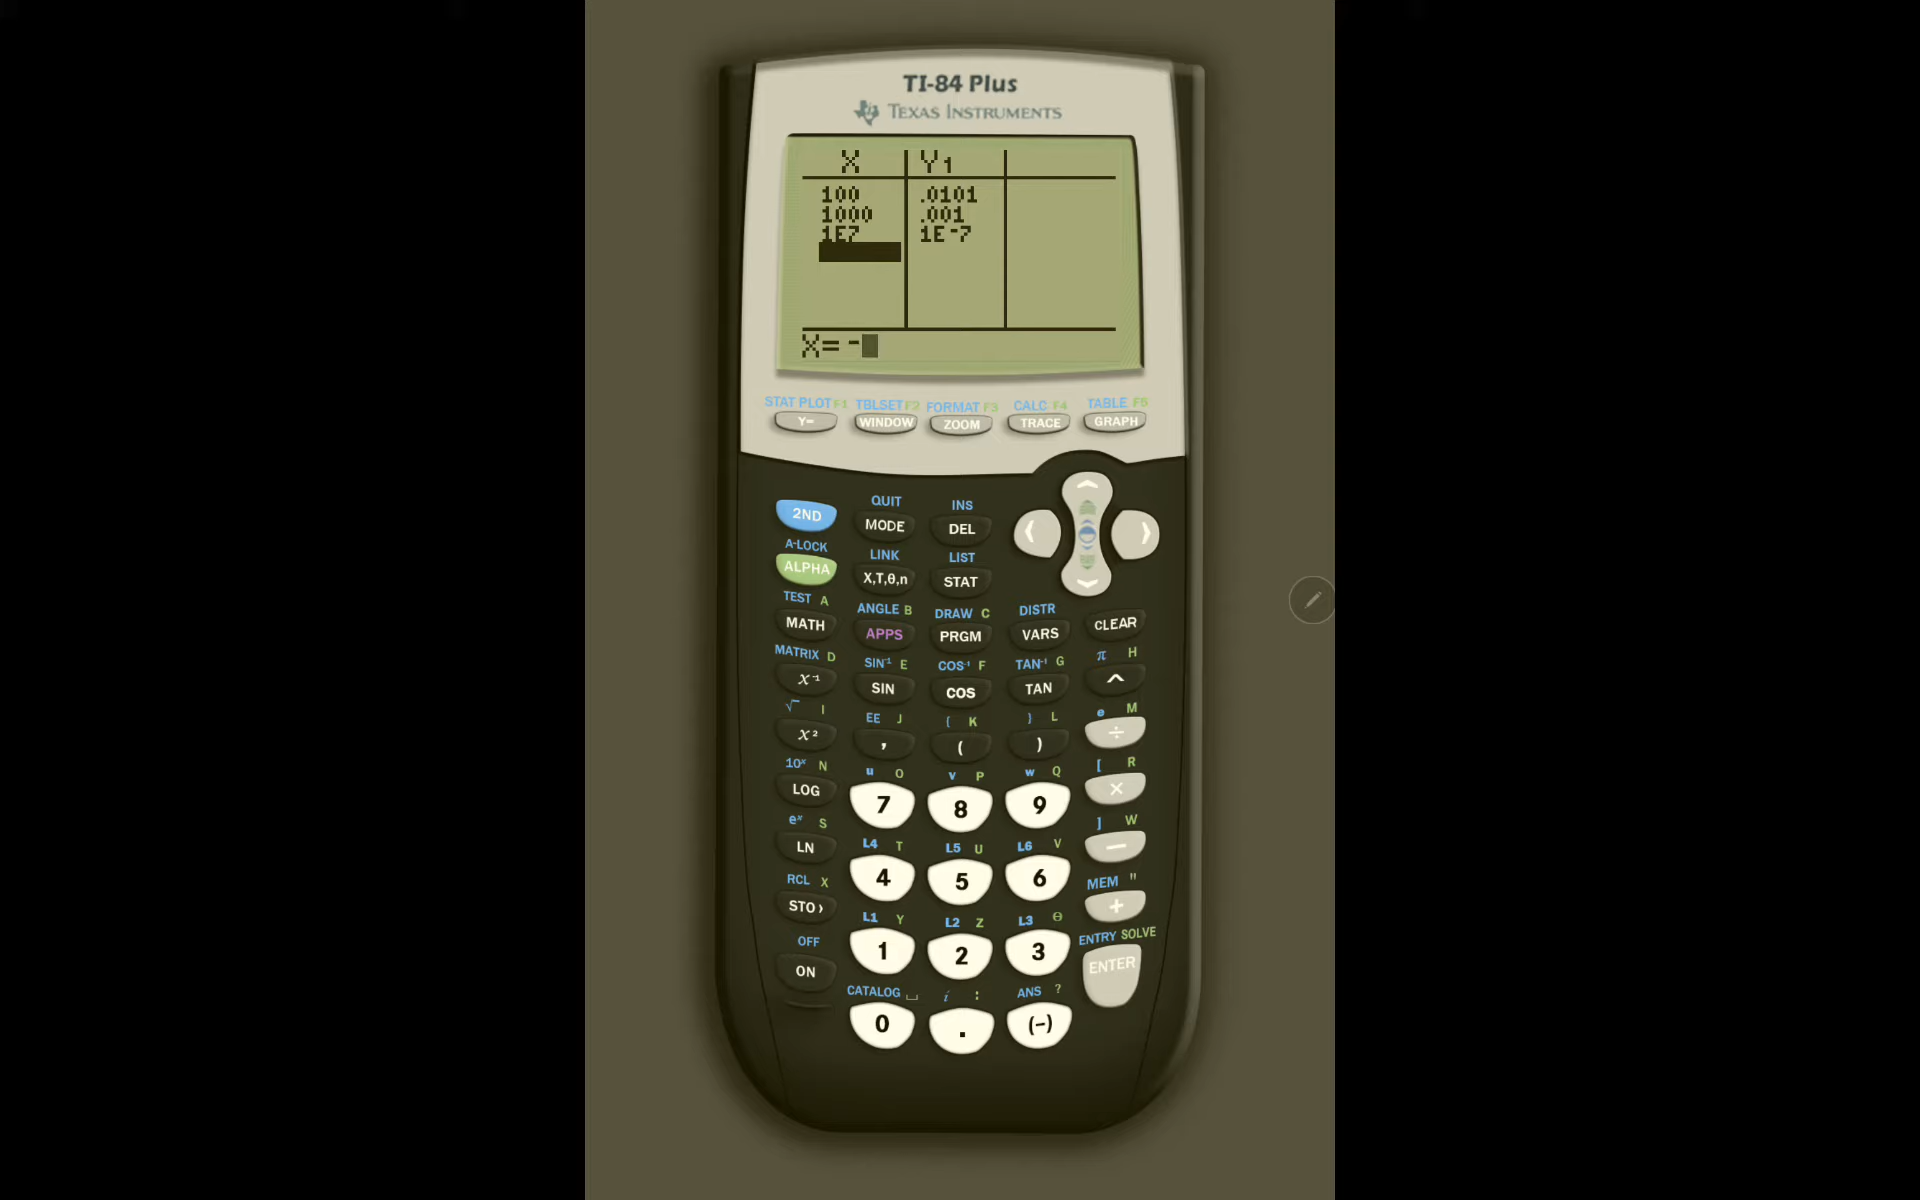 TI-84 Plus
TEXAS INSTRUMENTS
X Y1
100 .0101
1000 .001
1E7 1E-7
X= -
STAT PLOT F1 TBLSET F2 FORMAT F3 CALC F4 TABLE F5
Y= WINDOW ZOOM TRACE GRAPH
QUIT INS
2ND MODE DEL
A-LOCK LINK LIST
ALPHA X,T,θ,n STAT
TEST A ANGLE B DRAW C DISTR
MATH APPS PRGM VARS CLEAR
MATRIX D SIN-1 E COS-1 F TAN-1 G π H
x-1 SIN COS TAN ^
√ I EE J { K } L e M
x² , ( ) ÷
10x N u O v P w Q [ R
LOG 7 8 9 ×
ex S L4 T L5 U L6 V ] W
LN 4 5 6 −
RCL X L1 Y L2 Z L3 θ MEM "
STO› 1 2 3 +
OFF CATALOG ⎵ i : ANS ? ENTRY SOLVE
ON 0 . (-) ENTER